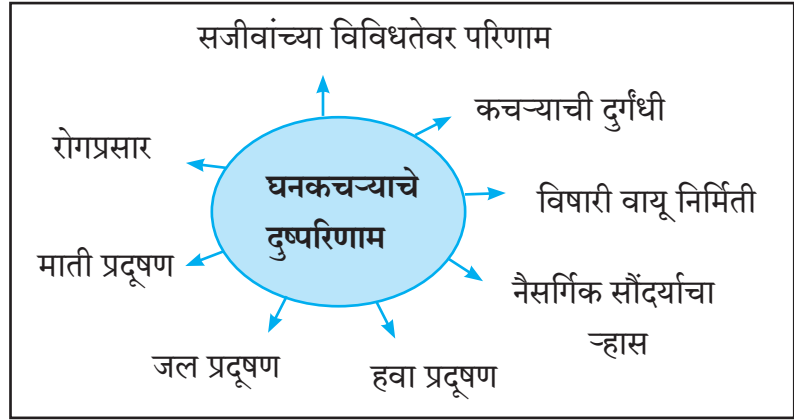 सजीवांच्या विविधतेवर परिणाम
कचऱ्याची दुर्गंधी
रोगप्रसार
घनकचऱ्याचे
दुष्परिणाम
विषारी वायू निर्मिती
माती प्रदूषण
नैसर्गिक सौंदर्याचा
ऱ्हास
जल प्रदूषण
हवा प्रदूषण